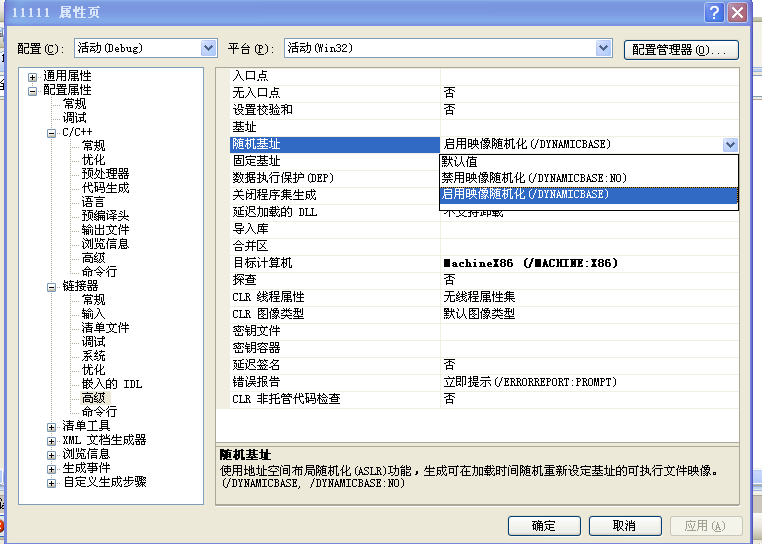 11111 属性页
配置(C): 活动(Debug) 平台(P): 活动(Win32) 配置管理器(O)...
通用属性
配置属性
常规
调试
C/C++
常规
优化
预处理器
代码生成
语言
预编译头
输出文件
浏览信息
高级
命令行
链接器
常规
输入
清单文件
调试
系统
优化
嵌入的 IDL
高级
命令行
清单工具
XML 文档生成器
浏览信息
生成事件
自定义生成步骤
入口点
无入口点 否
设置校验和 否
基址
随机基址 启用映像随机化(/DYNAMICBASE)
固定基址
数据执行保护(DEP)
关闭程序集生成
延迟加载的 DLL 不支持卸载
默认值
禁用映像随机化(/DYNAMICBASE:NO)
启用映像随机化(/DYNAMICBASE)
导入库
合并区
目标计算机 MachineX86 (/MACHINE:X86)
探查 否
CLR 线程属性 无线程属性集
CLR 图像类型 默认图像类型
密钥文件
密钥容器
延迟签名 否
错误报告 立即提示(/ERRORREPORT:PROMPT)
CLR 非托管代码检查 否
随机基址
使用地址空间布局随机化(ASLR)功能，生成可在加载时间随机重新设定基址的可执行文件映像。
(/DYNAMICBASE, /DYNAMICBASE:NO)
确定 取消 应用(A)